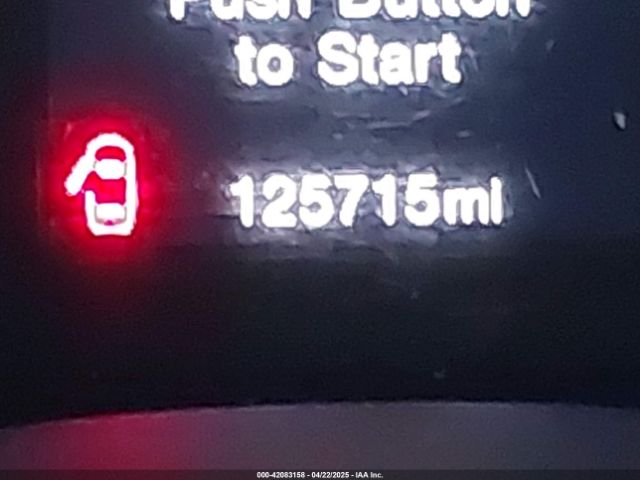 Push Button
to Start
125715mi
000-42083158 - 04/22/2025 - IAA Inc.